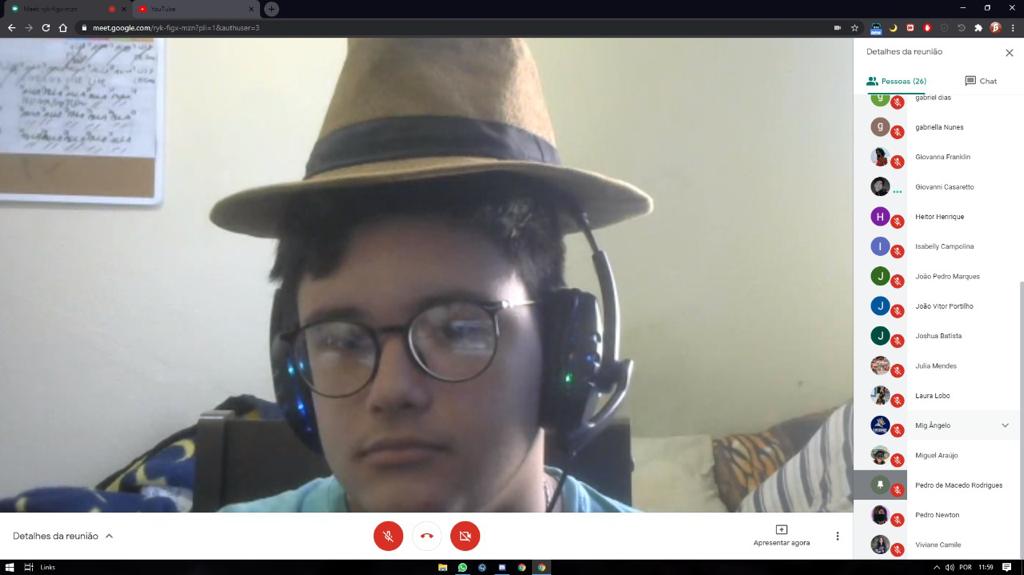 Meet: ryk-figx-mzn
YouTube
meet.google.com/ryk-figx-mzn?pli=1&authuser=3
Detalhes da reunião
Pessoas (26)
Chat
gabriel dias
gabriella Nunes
Giovanna Franklin
Giovanni Casaretto
Heitor Henrique
Isabelly Campolina
João Pedro Marques
João Vitor Portilho
Joshua Batista
Julia Mendes
Laura Lobo
Mig Ângelo
Miguel Araújo
Pedro de Macedo Rodrigues
Pedro Newton
Viviane Camile
Detalhes da reunião
Apresentar agora
Links
POR
11:59